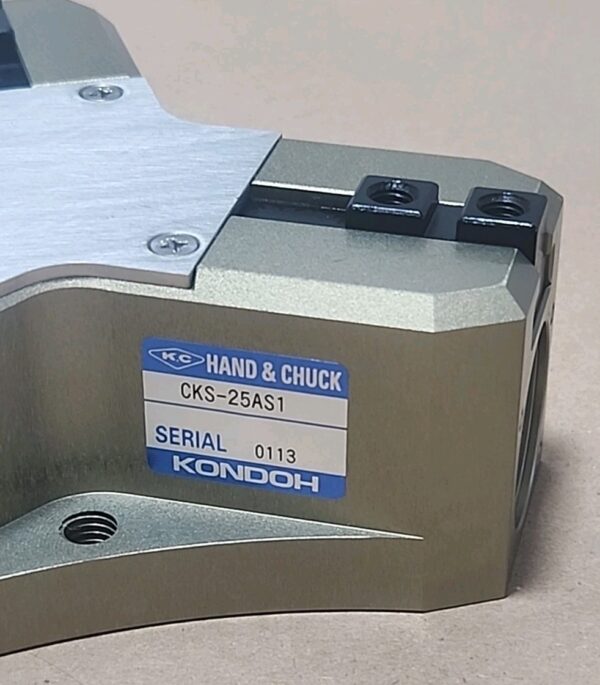 K.C HAND & CHUCK
CKS-25AS1
SERIAL 0113
KONDOH